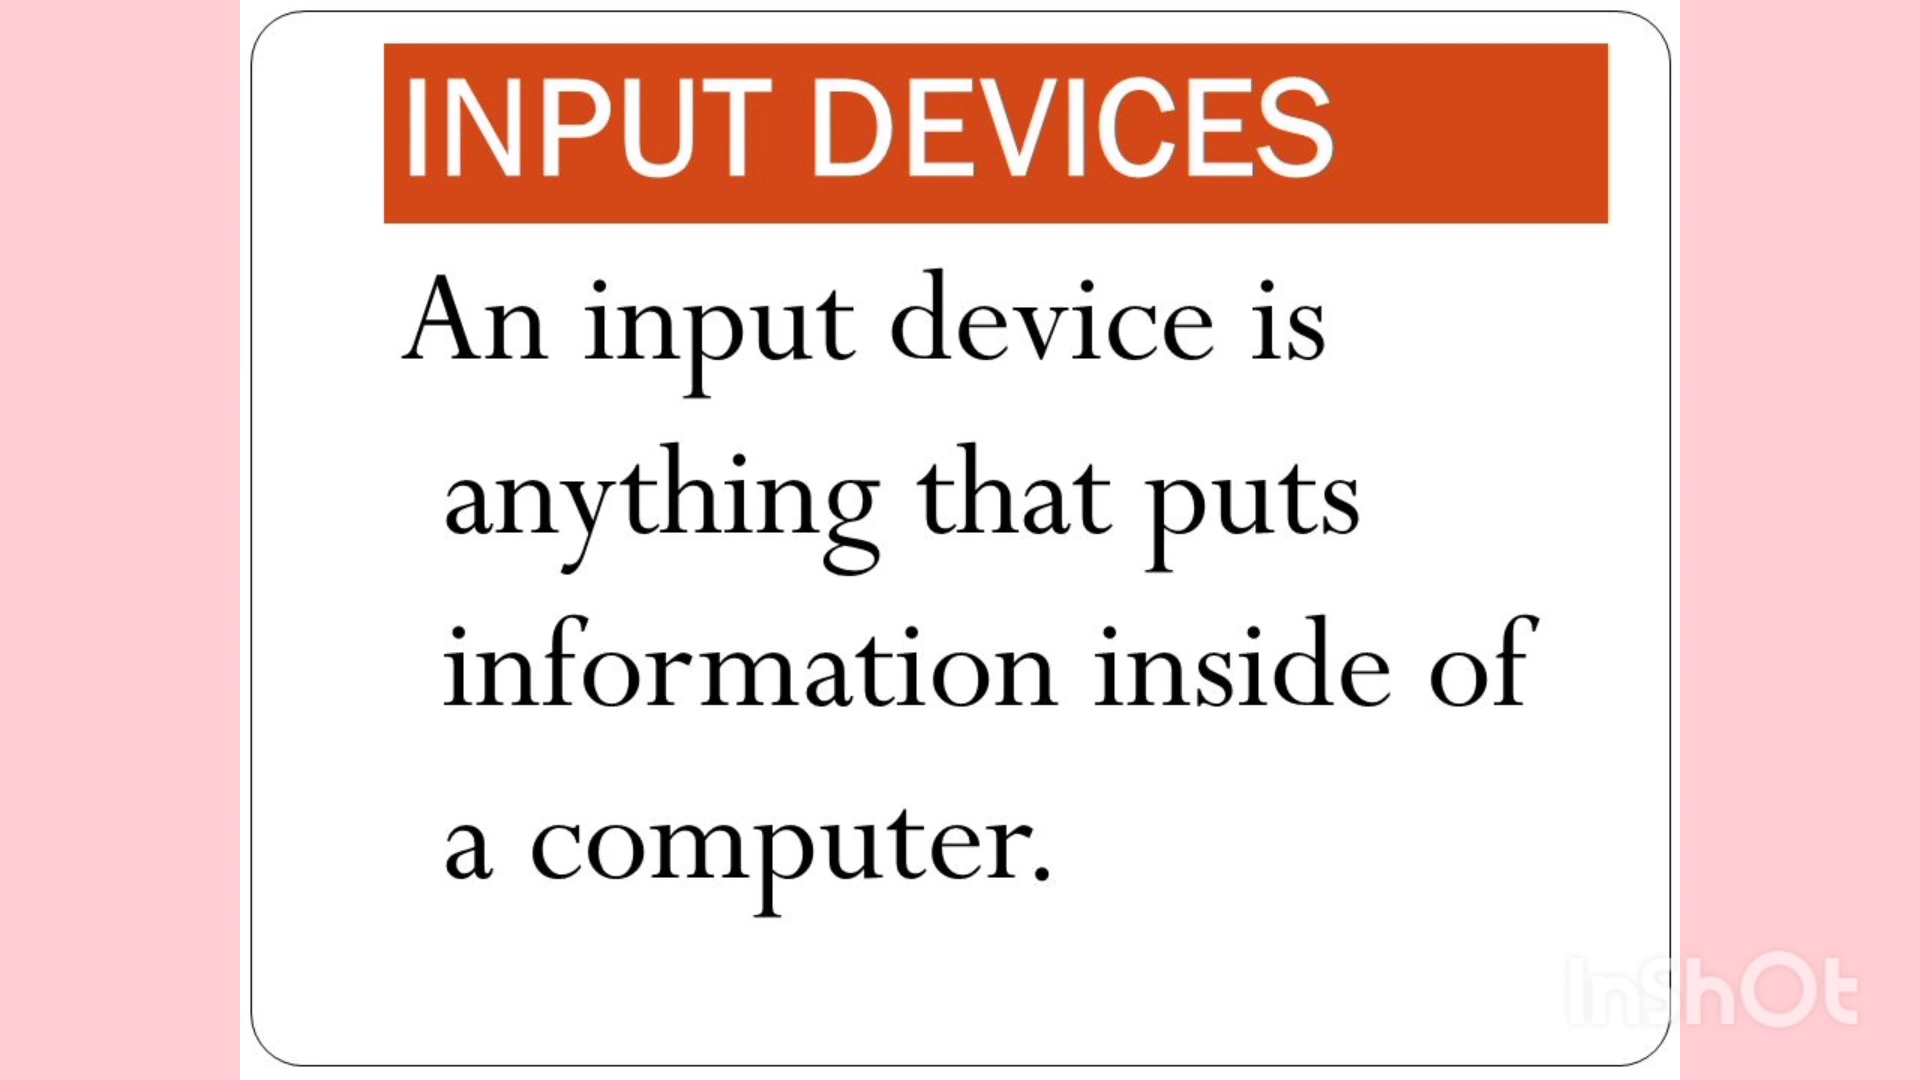 INPUT DEVICES
An input device is
anything that puts
information inside of
a computer.
InShOt